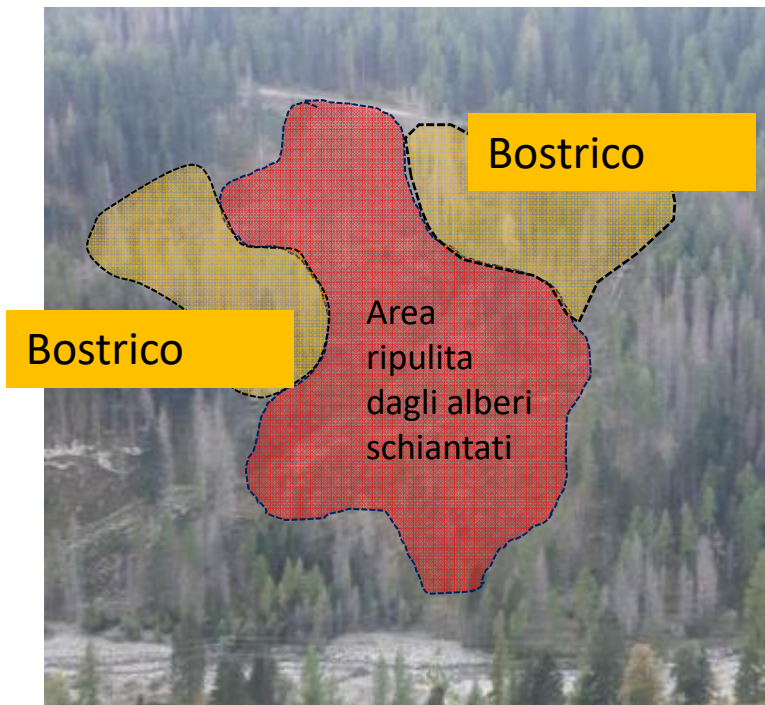 Bostrico
Bostrico
Area
ripulita
dagli alberi
schiantati